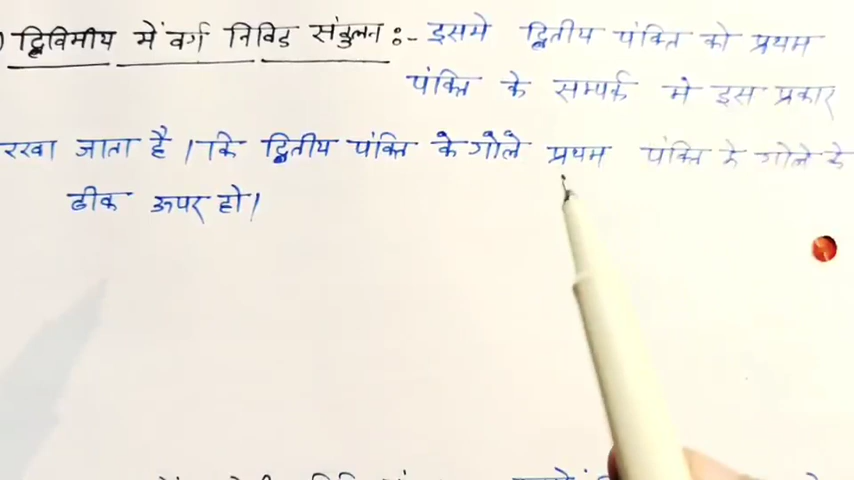 ) द्विविमीय में वर्ग निविड संकुलन :- इसमे द्वितीय पंक्ति को प्रथम
पंक्ति के सम्पर्क मे इस प्रकार
रखा जाता है । कि द्वितीय पंक्ति के गोले प्रथम पंक्ति के गोले के
ठीक ऊपर हो।